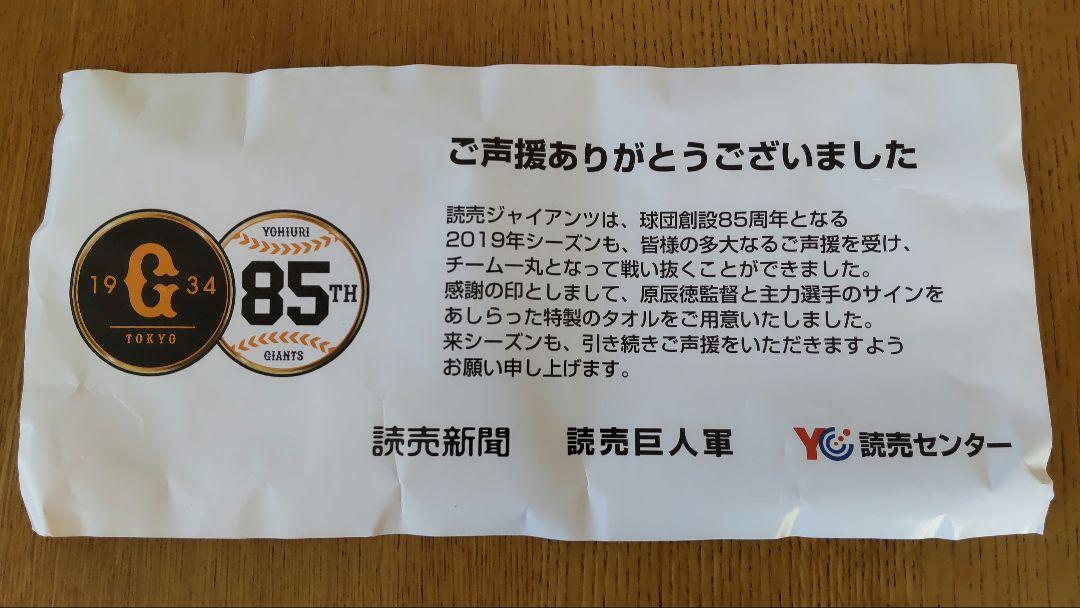 ご声援ありがとうございました
読売ジャイアンツは、球団創設85周年となる
2019年シーズンも、皆様の多大なるご声援を受け、
チーム一丸となって戦い抜くことができました。
感謝の印としまして、原辰徳監督と主力選手のサインを
あしらった特製のタオルをご用意いたしました。
来シーズンも、引き続きご声援をいただきますよう
お願い申し上げます。
19 G 34
TOKYO
YOHIURI
85TH
GIANTS
読売新聞 読売巨人軍 YC 読売センター